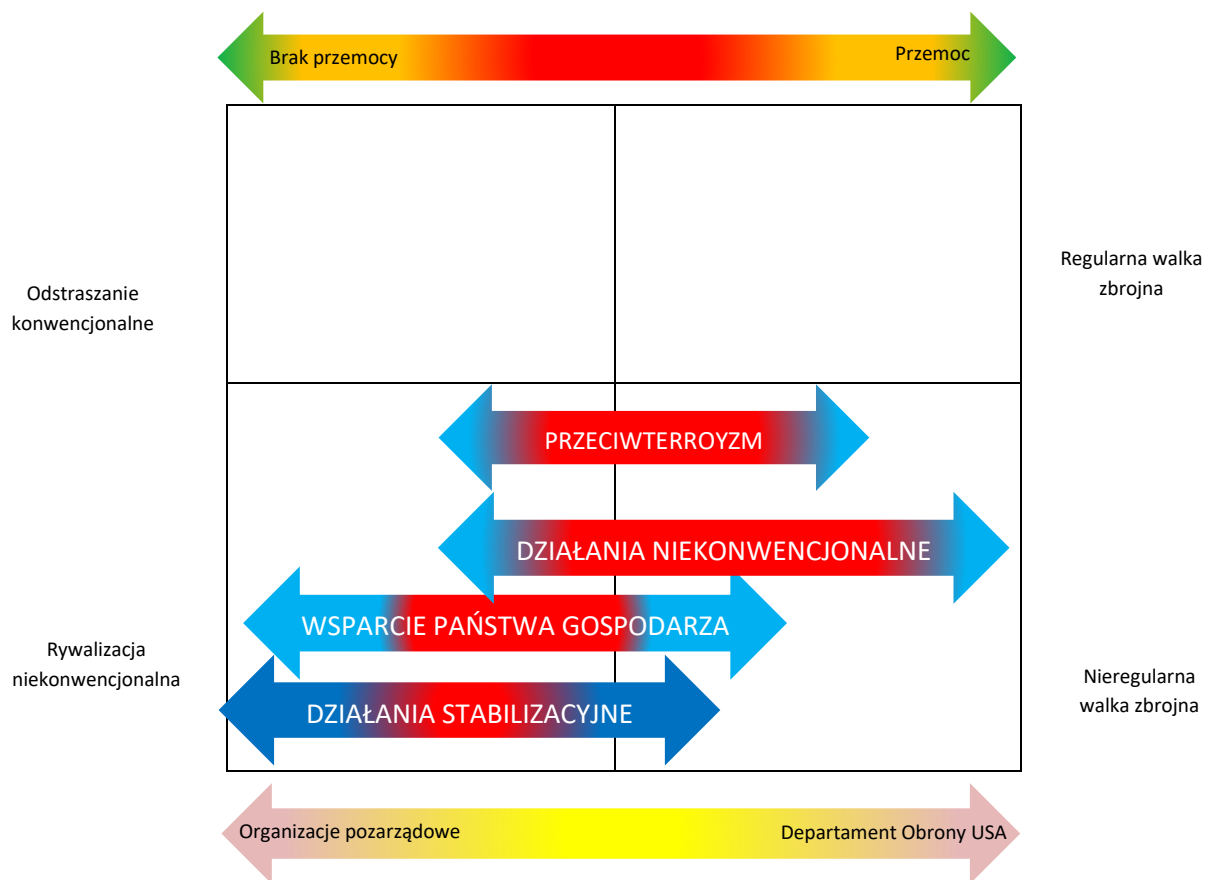 Brak przemocy
Przemoc
Regularna walka
zbrojna
Odstraszanie
konwencjonalne
PRZECIWTERROYZM
DZIAŁANIA NIEKONWENCJONALNE
WSPARCIE PAŃSTWA GOSPODARZA
Rywalizacja
niekonwencjonalna
Nieregularna
walka zbrojna
DZIAŁANIA STABILIZACYJNE
Organizacje pozarządowe
Departament Obrony USA